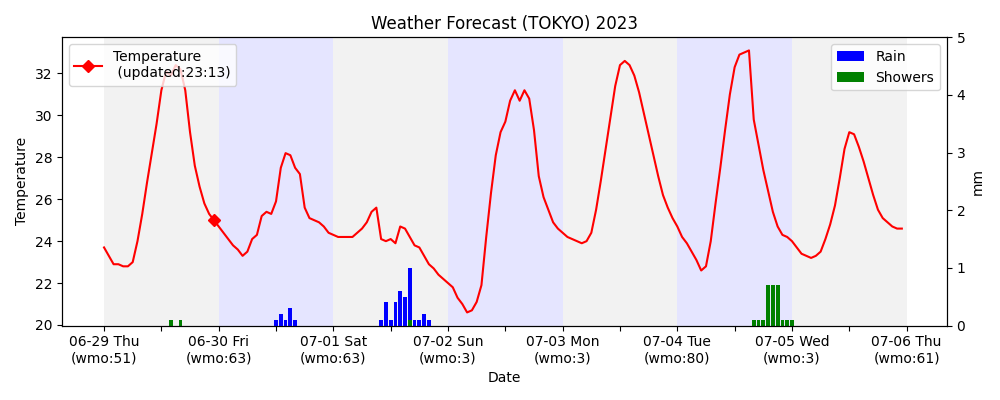 Weather Forecast (TOKYO) 2023
Temperature
(updated:23:13)
Rain
Showers
32
30
28
26
24
22
20
Temperature
5
4
3
2
1
0
mm
06-29 Thu
(wmo:51)
06-30 Fri
(wmo:63)
07-01 Sat
(wmo:63)
07-02 Sun
(wmo:3)
07-03 Mon
(wmo:3)
07-04 Tue
(wmo:80)
07-05 Wed
(wmo:3)
07-06 Thu
(wmo:61)
Date